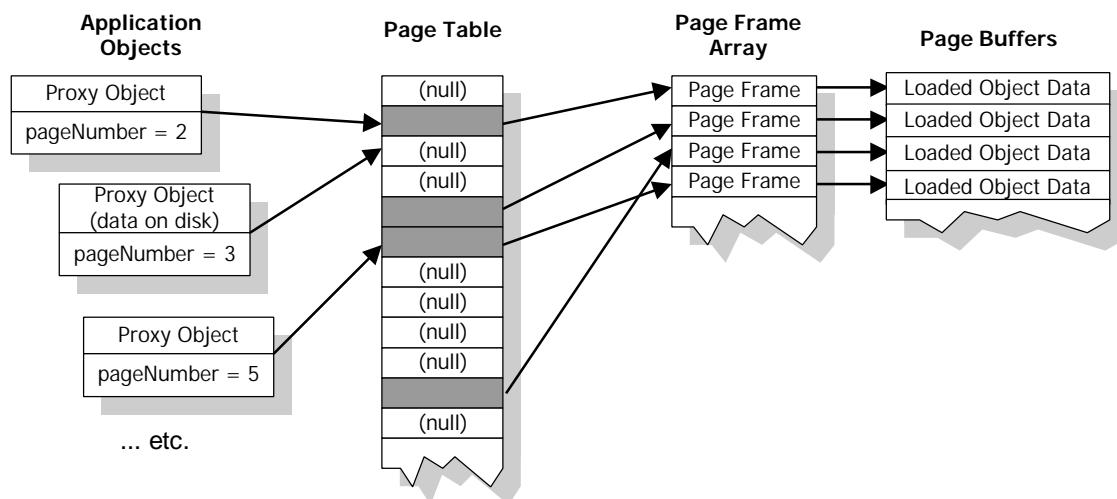 Application
Objects
Page Table
Page Frame
Array
Page Buffers
Proxy Object
pageNumber = 2
Proxy Object
(data on disk)
pageNumber = 3
Proxy Object
pageNumber = 5
... etc.
(null)
(null)
(null)
(null)
(null)
(null)
(null)
(null)
Page Frame
Page Frame
Page Frame
Page Frame
Loaded Object Data
Loaded Object Data
Loaded Object Data
Loaded Object Data